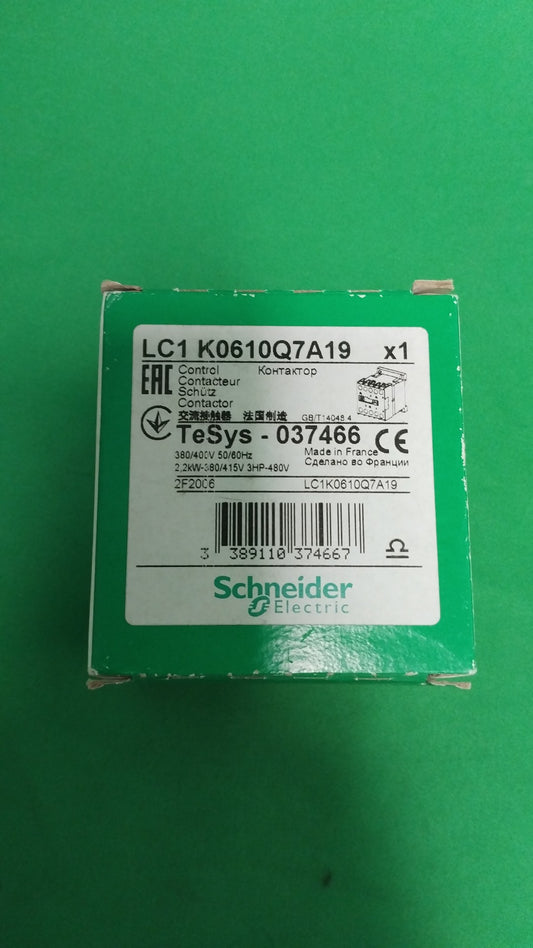 LC1 K0610Q7A19 x1
EAC Control Контактор
Contacteur
Schütz
Contactor
交流接触器 法国制造 GB/T14048.4
TeSys - 037466 CE
380/400V 50/60Hz Made in France
2,2kW-380/415V 3HP-480V Сделано во Франции
2F2006 LC1K0610Q7A19
3 389110 374667
Schneider
Electric